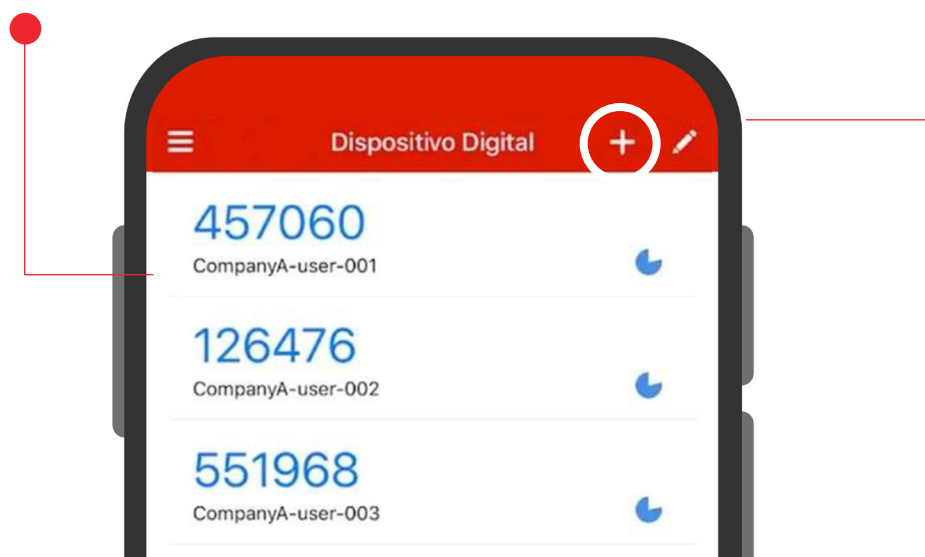 Dispositivo Digital
457060
CompanyA-user-001
126476
CompanyA-user-002
551968
CompanyA-user-003